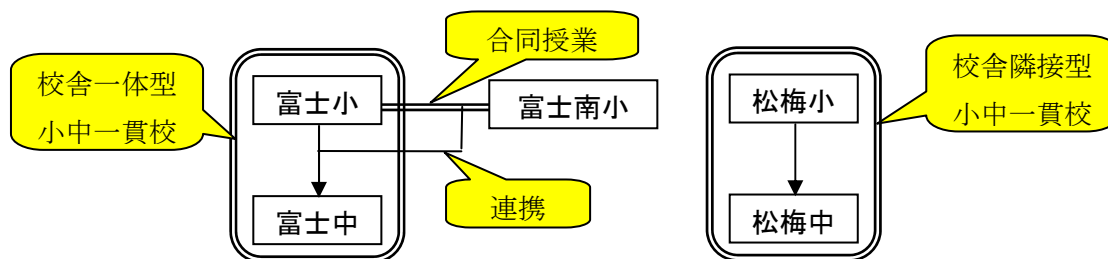 合同授業
校舎一体型
小中一貫校
富士小
富士南小
連携
富士中
校舎隣接型
小中一貫校
松梅小
松梅中